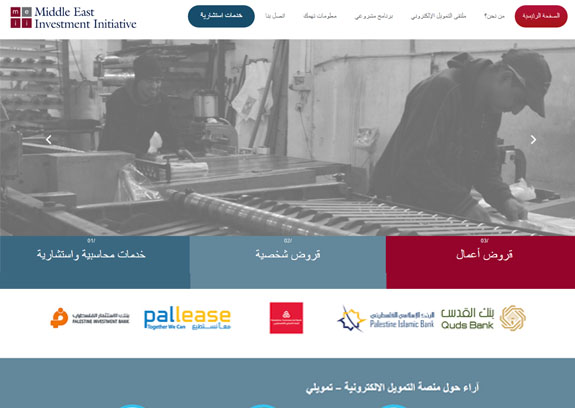 me
ii
Middle East
Investment Initiative
الصفحة الرئيسية
من نحن؟
ملتقى التمويل الإلكتروني
برنامج مشروعي
معلومات تهمك
اتصل بنا
خدمات استشارية
03/
قروض أعمال
02/
قروض شخصية
01/
خدمات محاسبية واستشارية
بنك القدس
Quds Bank
البنك الإسلامي الفلسطيني
Palestine Islamic Bank
pallease
Together We Can
معاً نستطيع
بنك الاستثمار الفلسطيني
PALESTINE INVESTMENT BANK
آراء حول منصة التمويل الالكترونية – تمويلي